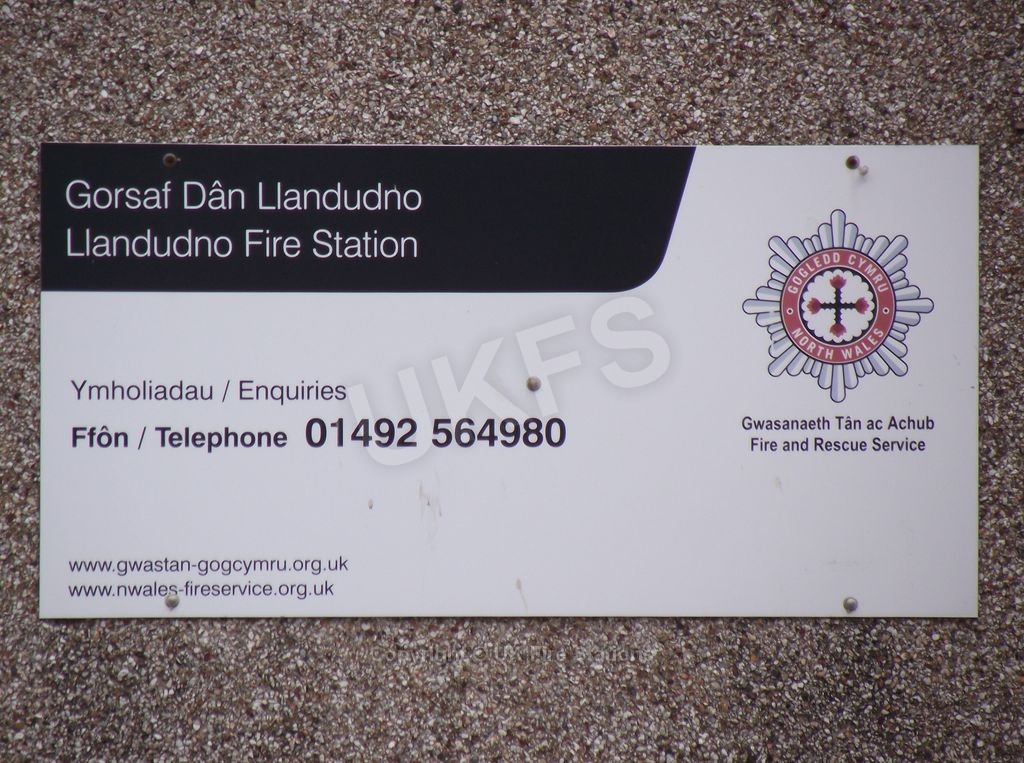 Gorsaf Dân Llandudno
Llandudno Fire Station
GOGLEDD CYMRU
NORTH WALES
Gwasanaeth Tân ac Achub
Fire and Rescue Service
Ymholiadau / Enquiries
Ffôn / Telephone 01492 564980
UKFS
www.gwastan-gogcymru.org.uk
www.nwales-fireservice.org.uk